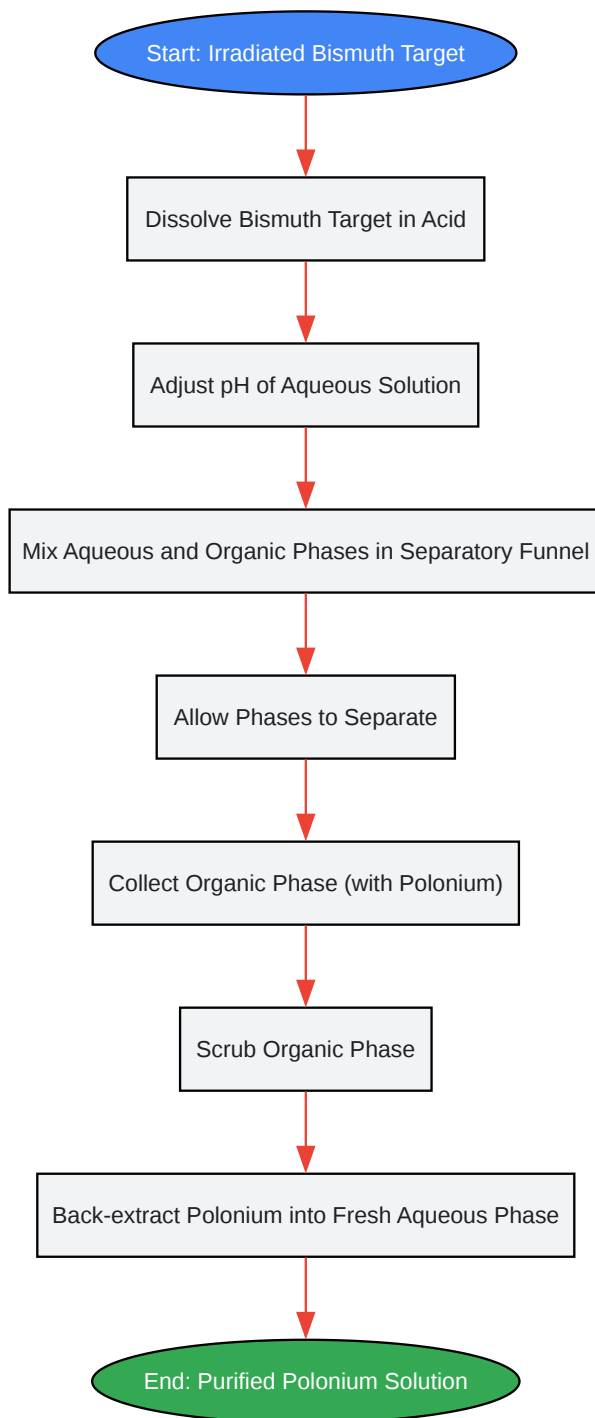 Start: Irradiated Bismuth Target
Dissolve Bismuth Target in Acid
Adjust pH of Aqueous Solution
Mix Aqueous and Organic Phases in Separatory Funnel
Allow Phases to Separate
Collect Organic Phase (with Polonium)
Scrub Organic Phase
Back-extract Polonium into Fresh Aqueous Phase
End: Purified Polonium Solution